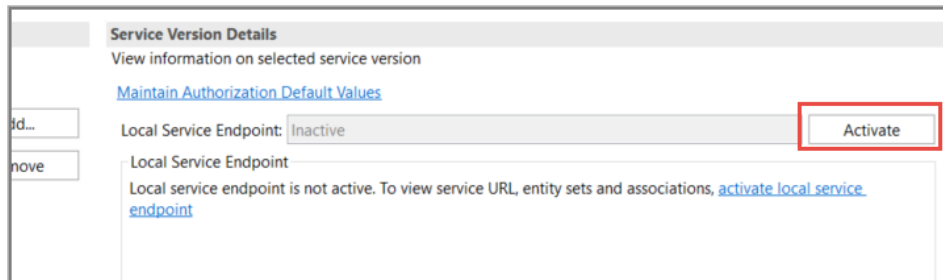 Service Version Details
View information on selected service version
Maintain Authorization Default Values
dd...
Local Service Endpoint: Inactive Activate
nove
Local Service Endpoint
Local service endpoint is not active. To view service URL, entity sets and associations, activate local service
endpoint